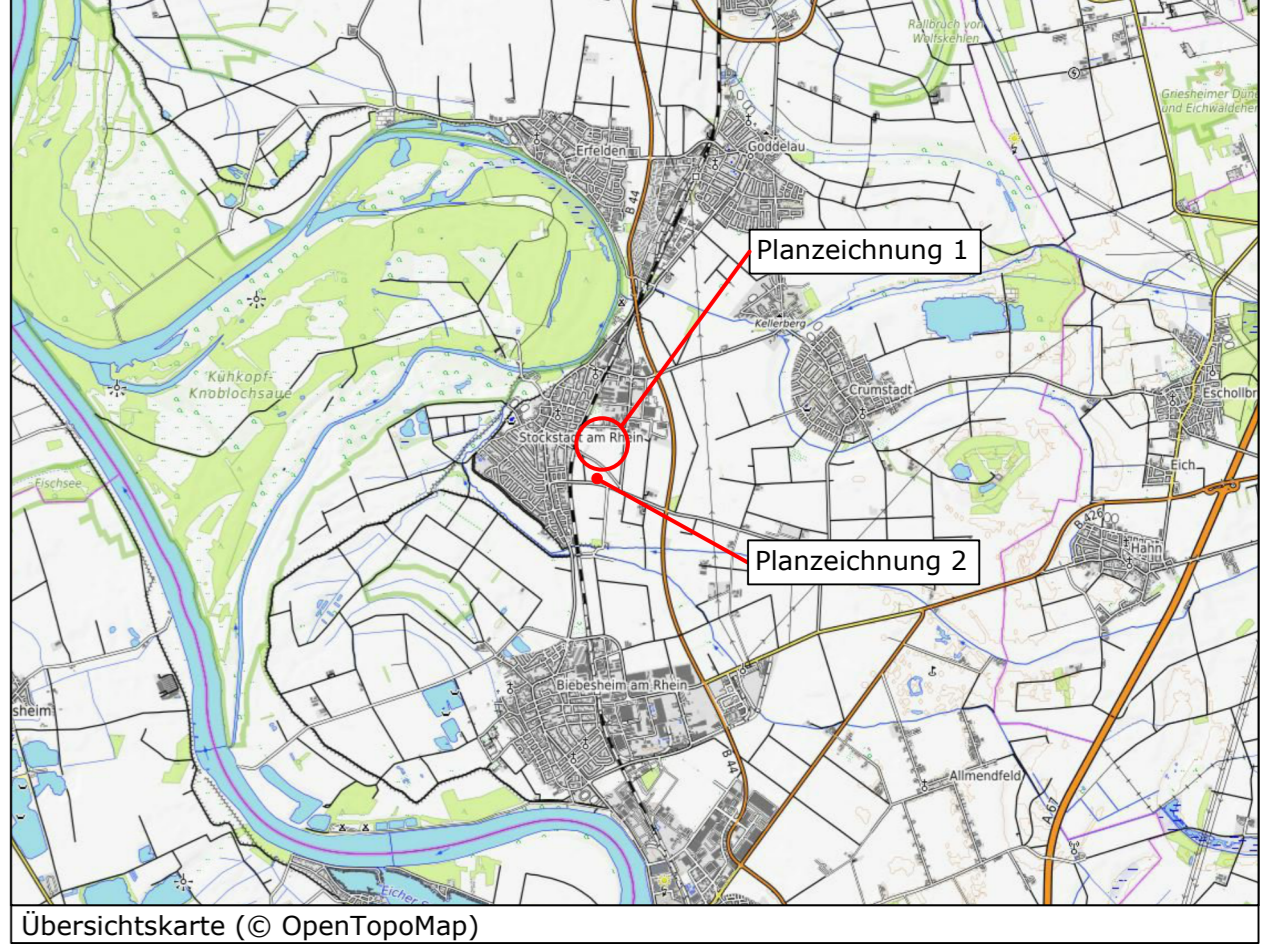 Rallbruch von
Wolfskehlen
Griesheimer Düne
und Eichwäldchen
Erfelden
Goddelau
B 44
Planzeichnung 1
Kellerberg
Kühkopf-
Knoblochsaue
Crumstadt
Eschollbr
Stockstadt am Rhein
Eich
Fischsee
B 426
Hahn
Planzeichnung 2
Biebesheim am Rhein
sheim
B 44
Allmendfeld
A 67
Eicher
Übersichtskarte (© OpenTopoMap)